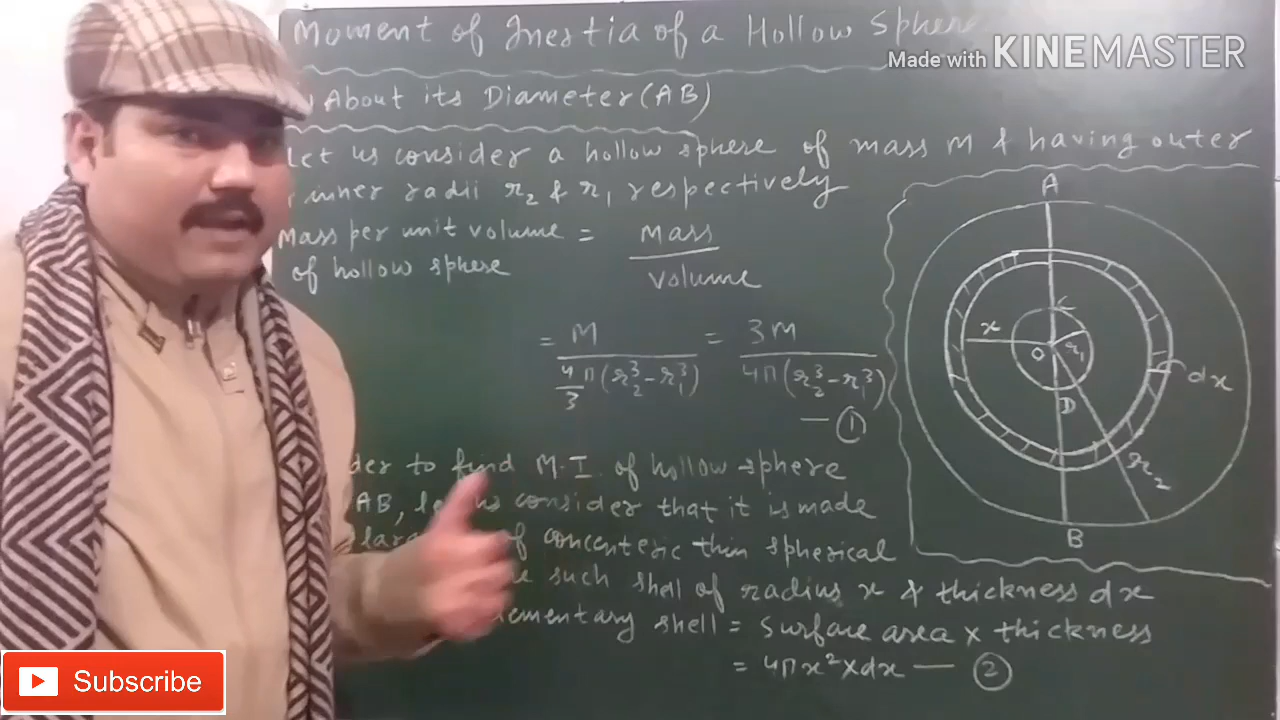 Moment of Inertia of a Hollow Sphere
Made with KINEMASTER
About its Diameter (AB)
Let us consider a hollow sphere of mass M & having outer
inner radii r₂ & r₁ respectively
Mass per unit volume = Mass / volume
of hollow sphere
= M / 4/3 π(r₂³-r₁³) = 3M / 4π(r₂³-r₁³)
— ①
to find M.I. of hollow sphere
AB, let us consider that it is made
of concenteric thin spherical
such shell of radius x & thickness dx
shell = surface area x thickness
= 4πx² x dx — ②
A
x
C
O
r₁
dx
D
r₂
B
Subscribe